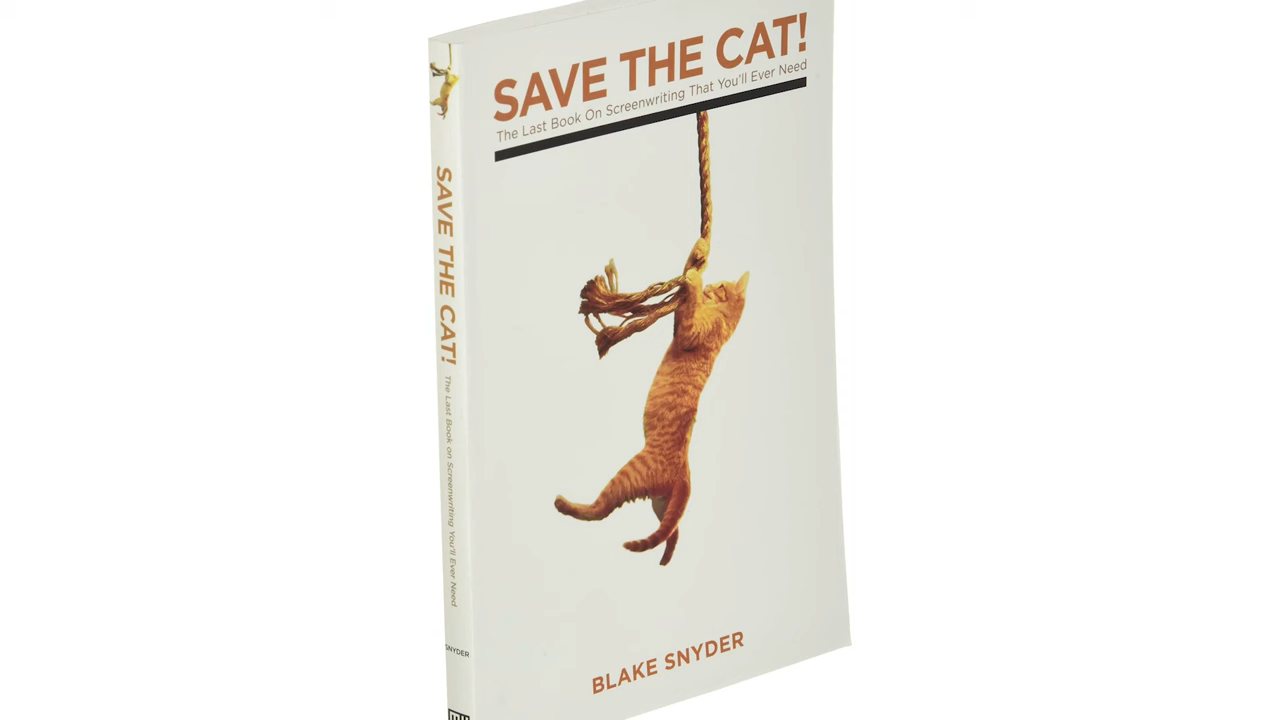 SAVE THE CAT!
The Last Book On Screenwriting That You'll Ever Need
BLAKE SNYDER
SAVE THE CAT!
The Last Book on Screenwriting You'll Ever Need
SNYDER